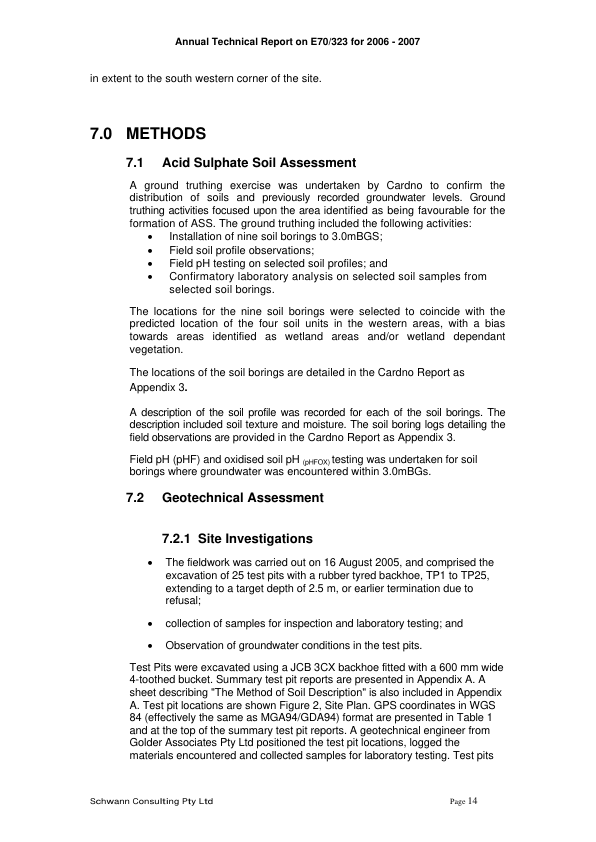 Annual Technical Report on E70/323 for 2006 - 2007
in extent to the south western corner of the site.
7.0 METHODS
7.1 Acid Sulphate Soil Assessment
A ground truthing exercise was undertaken by Cardno to confirm the
distribution of soils and previously recorded groundwater levels. Ground
truthing activities focused upon the area identified as being favourable for the
formation of ASS. The ground truthing included the following activities:
• Installation of nine soil borings to 3.0mBGS;
• Field soil profile observations;
• Field pH testing on selected soil profiles; and
• Confirmatory laboratory analysis on selected soil samples from
selected soil borings.
The locations for the nine soil borings were selected to coincide with the
predicted location of the four soil units in the western areas, with a bias
towards areas identified as wetland areas and/or wetland dependant
vegetation.
The locations of the soil borings are detailed in the Cardno Report as
Appendix 3.
A description of the soil profile was recorded for each of the soil borings. The
description included soil texture and moisture. The soil boring logs detailing the
field observations are provided in the Cardno Report as Appendix 3.
Field pH (pHF) and oxidised soil pH (pHFOX) testing was undertaken for soil
borings where groundwater was encountered within 3.0mBGs.
7.2 Geotechnical Assessment
7.2.1 Site Investigations
• The fieldwork was carried out on 16 August 2005, and comprised the
excavation of 25 test pits with a rubber tyred backhoe, TP1 to TP25,
extending to a target depth of 2.5 m, or earlier termination due to
refusal;
• collection of samples for inspection and laboratory testing; and
• Observation of groundwater conditions in the test pits.
Test Pits were excavated using a JCB 3CX backhoe fitted with a 600 mm wide
4-toothed bucket. Summary test pit reports are presented in Appendix A. A
sheet describing "The Method of Soil Description" is also included in Appendix
A. Test pit locations are shown Figure 2, Site Plan. GPS coordinates in WGS
84 (effectively the same as MGA94/GDA94) format are presented in Table 1
and at the top of the summary test pit reports. A geotechnical engineer from
Golder Associates Pty Ltd positioned the test pit locations, logged the
materials encountered and collected samples for laboratory testing. Test pits
Schwann Consulting Pty Ltd Page 14